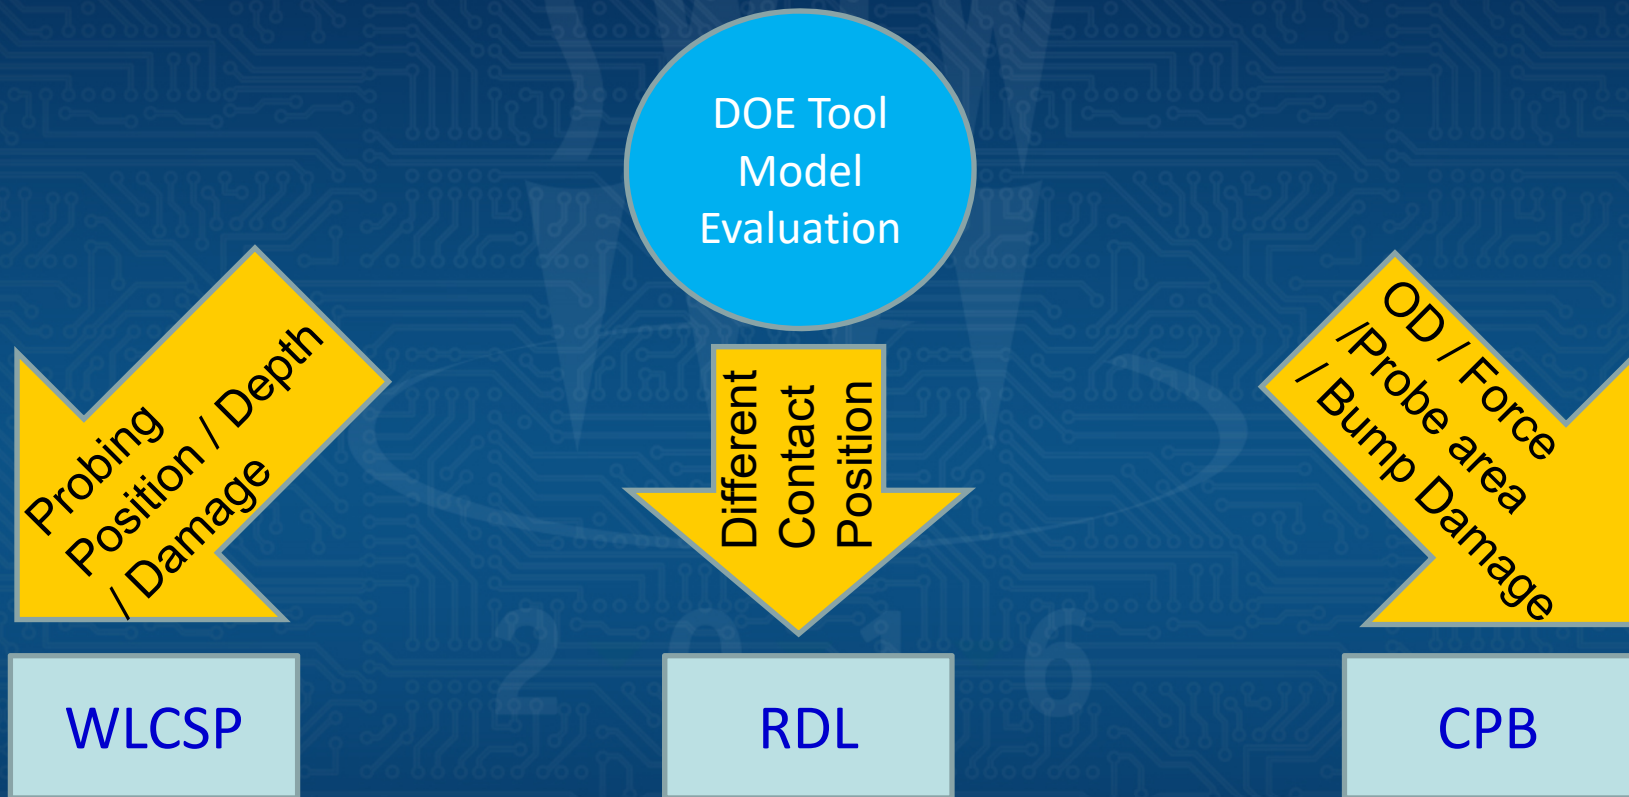 DOE Tool
Model
Evaluation
Probing
Position / Depth
/ Damage
Different
Contact
Position
OD / Force
/Probe area
/ Bump Damage
WLCSP
RDL
CPB
2016